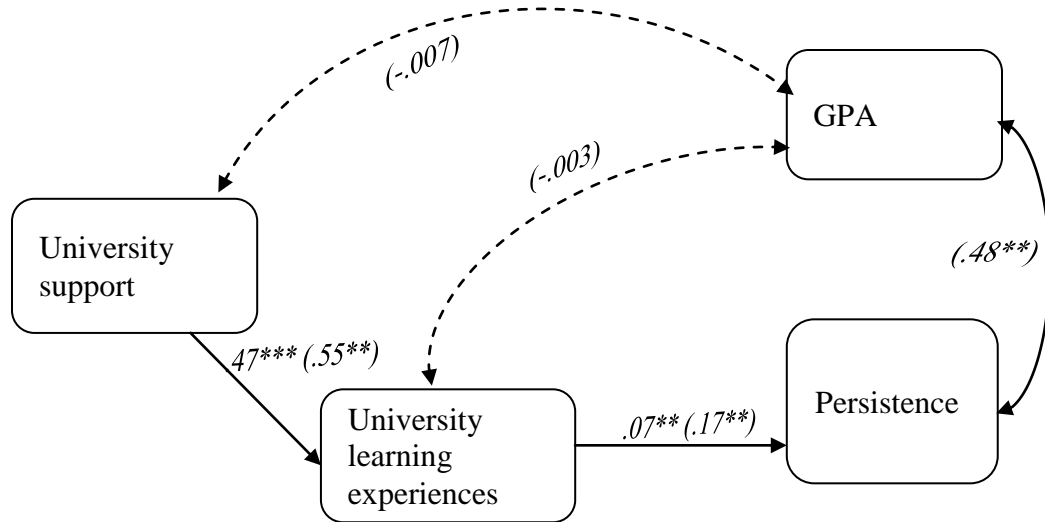 (-.007)
GPA
(-.003)
University
support
(.48**)
.47*** (.55**)
University
learning
experiences
.07** (.17**)
Persistence